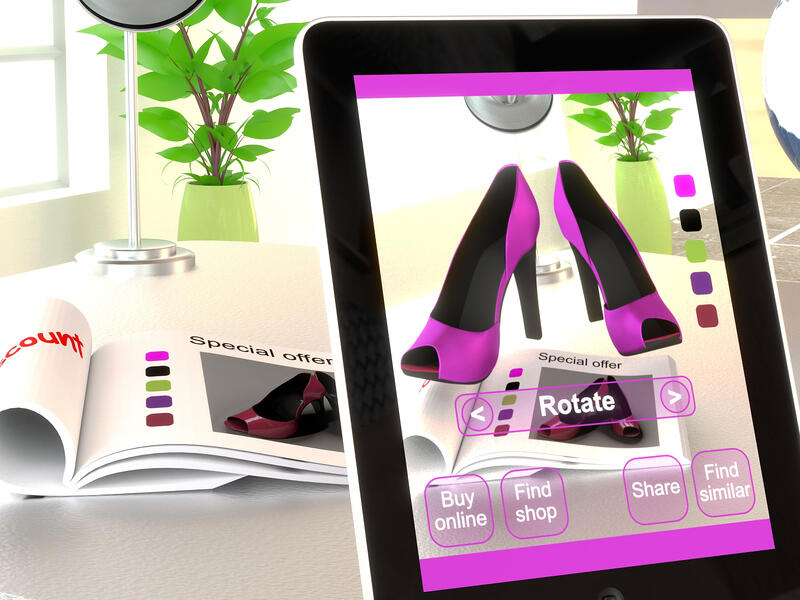 count
Special offer
Special offer
<
Rotate
>
Buy
online
Find
shop
Share
Find
similar